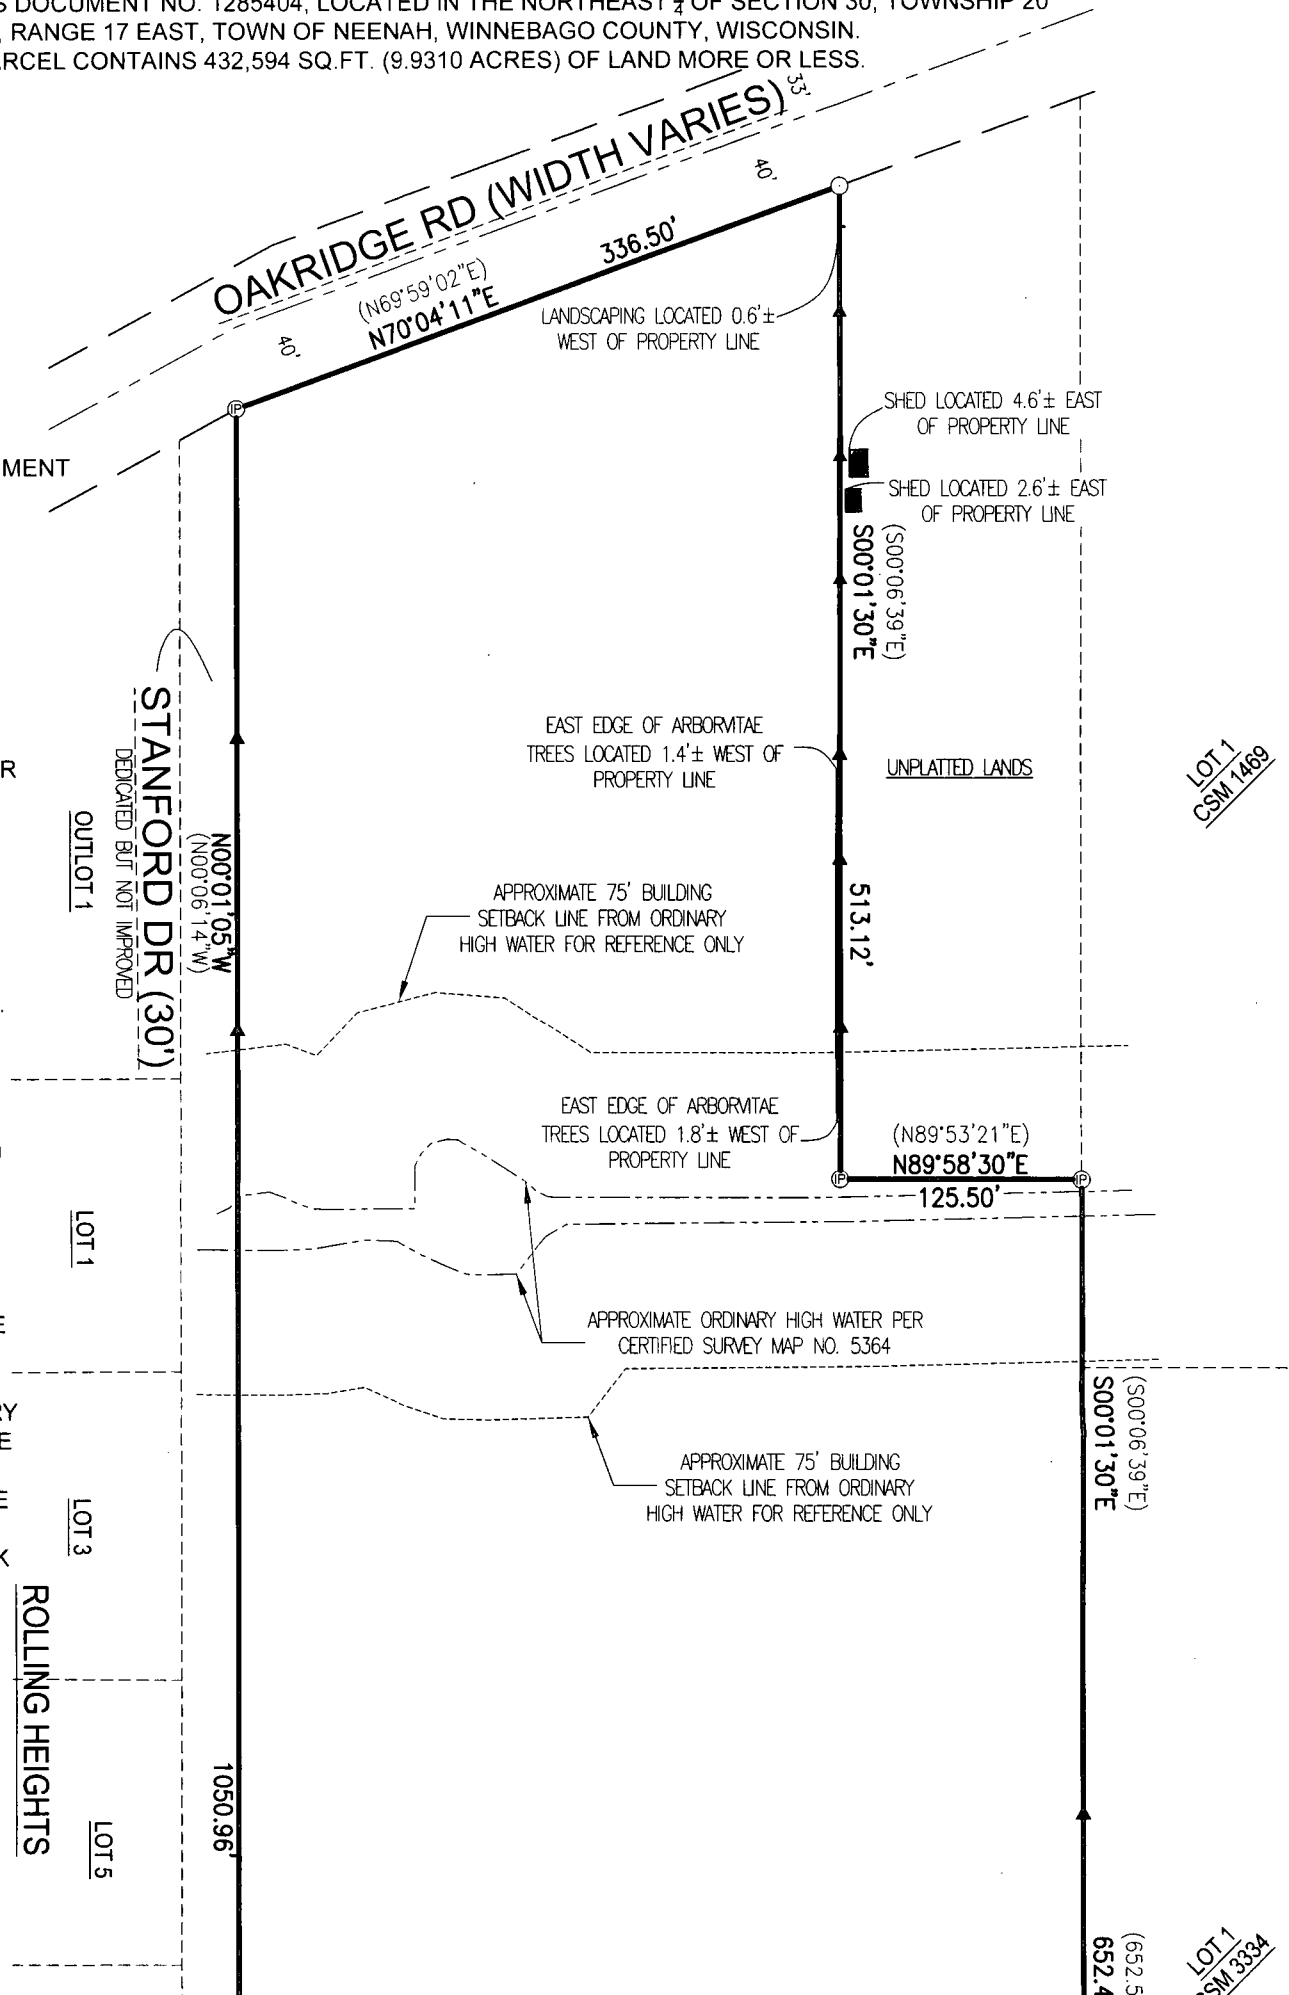 DOCUMENT NO. 1285404, LOCATED IN THE NORTHEAST ¼ OF SECTION 30, TOWNSHIP 20
, RANGE 17 EAST, TOWN OF NEENAH, WINNEBAGO COUNTY, WISCONSIN.
RCEL CONTAINS 432,594 SQ.FT. (9.9310 ACRES) OF LAND MORE OR LESS.
OAKRIDGE RD (WIDTH VARIES)
33'
40'
336.50'
(N69°59'02"E)
N70°04'11"E
40'
LANDSCAPING LOCATED 0.6'±
WEST OF PROPERTY LINE
SHED LOCATED 4.6'± EAST
OF PROPERTY LINE
MENT
SHED LOCATED 2.6'± EAST
OF PROPERTY LINE
(S00°06'39"E)
S00°01'30"E
IP
STANFORD DR (30')
DEDICATED BUT NOT IMPROVED
EAST EDGE OF ARBORVITAE
TREES LOCATED 1.4'± WEST OF
PROPERTY LINE
UNPLATTED LANDS
LOT 1
CSM 1469
R
OUTLOT 1
N00°01'05"W
(N00°06'14"W)
APPROXIMATE 75' BUILDING
SETBACK LINE FROM ORDINARY
HIGH WATER FOR REFERENCE ONLY
513.12'
EAST EDGE OF ARBORVITAE
TREES LOCATED 1.8'± WEST OF
PROPERTY LINE
(N89°53'21"E)
N89°58'30"E
IP
IP
125.50'
LOT 1
APPROXIMATE ORDINARY HIGH WATER PER
CERTIFIED SURVEY MAP NO. 5364
E
(S00°06'39"E)
S00°01'30"E
RY
E
APPROXIMATE 75' BUILDING
SETBACK LINE FROM ORDINARY
HIGH WATER FOR REFERENCE ONLY
LOT 3
K
ROLLING HEIGHTS
1050.96'
LOT 5
(652.5
652.4
LOT 1
CSM 3334